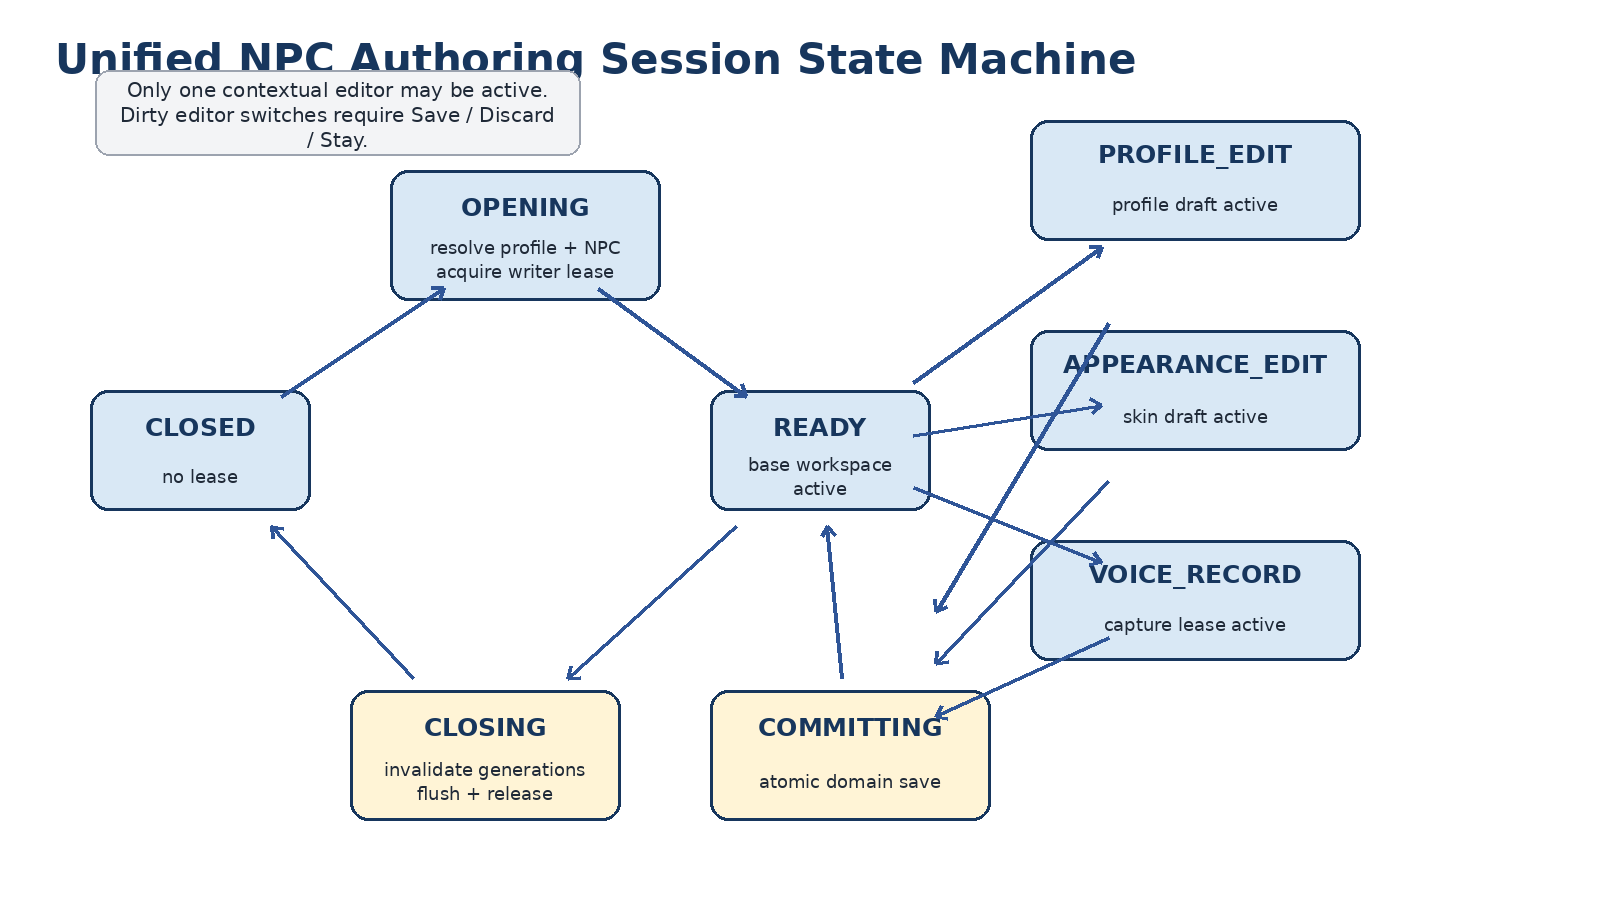 Unified NPC Authoring Session State Machine
Only one contextual editor may be active.
Dirty editor switches require Save / Discard
/ Stay.
PROFILE_EDIT
profile draft active
OPENING
resolve profile + NPC
acquire writer lease
APPEARANCE_EDIT
skin draft active
CLOSED
no lease
READY
base workspace
active
VOICE_RECORD
capture lease active
CLOSING
invalidate generations
flush + release
COMMITTING
atomic domain save